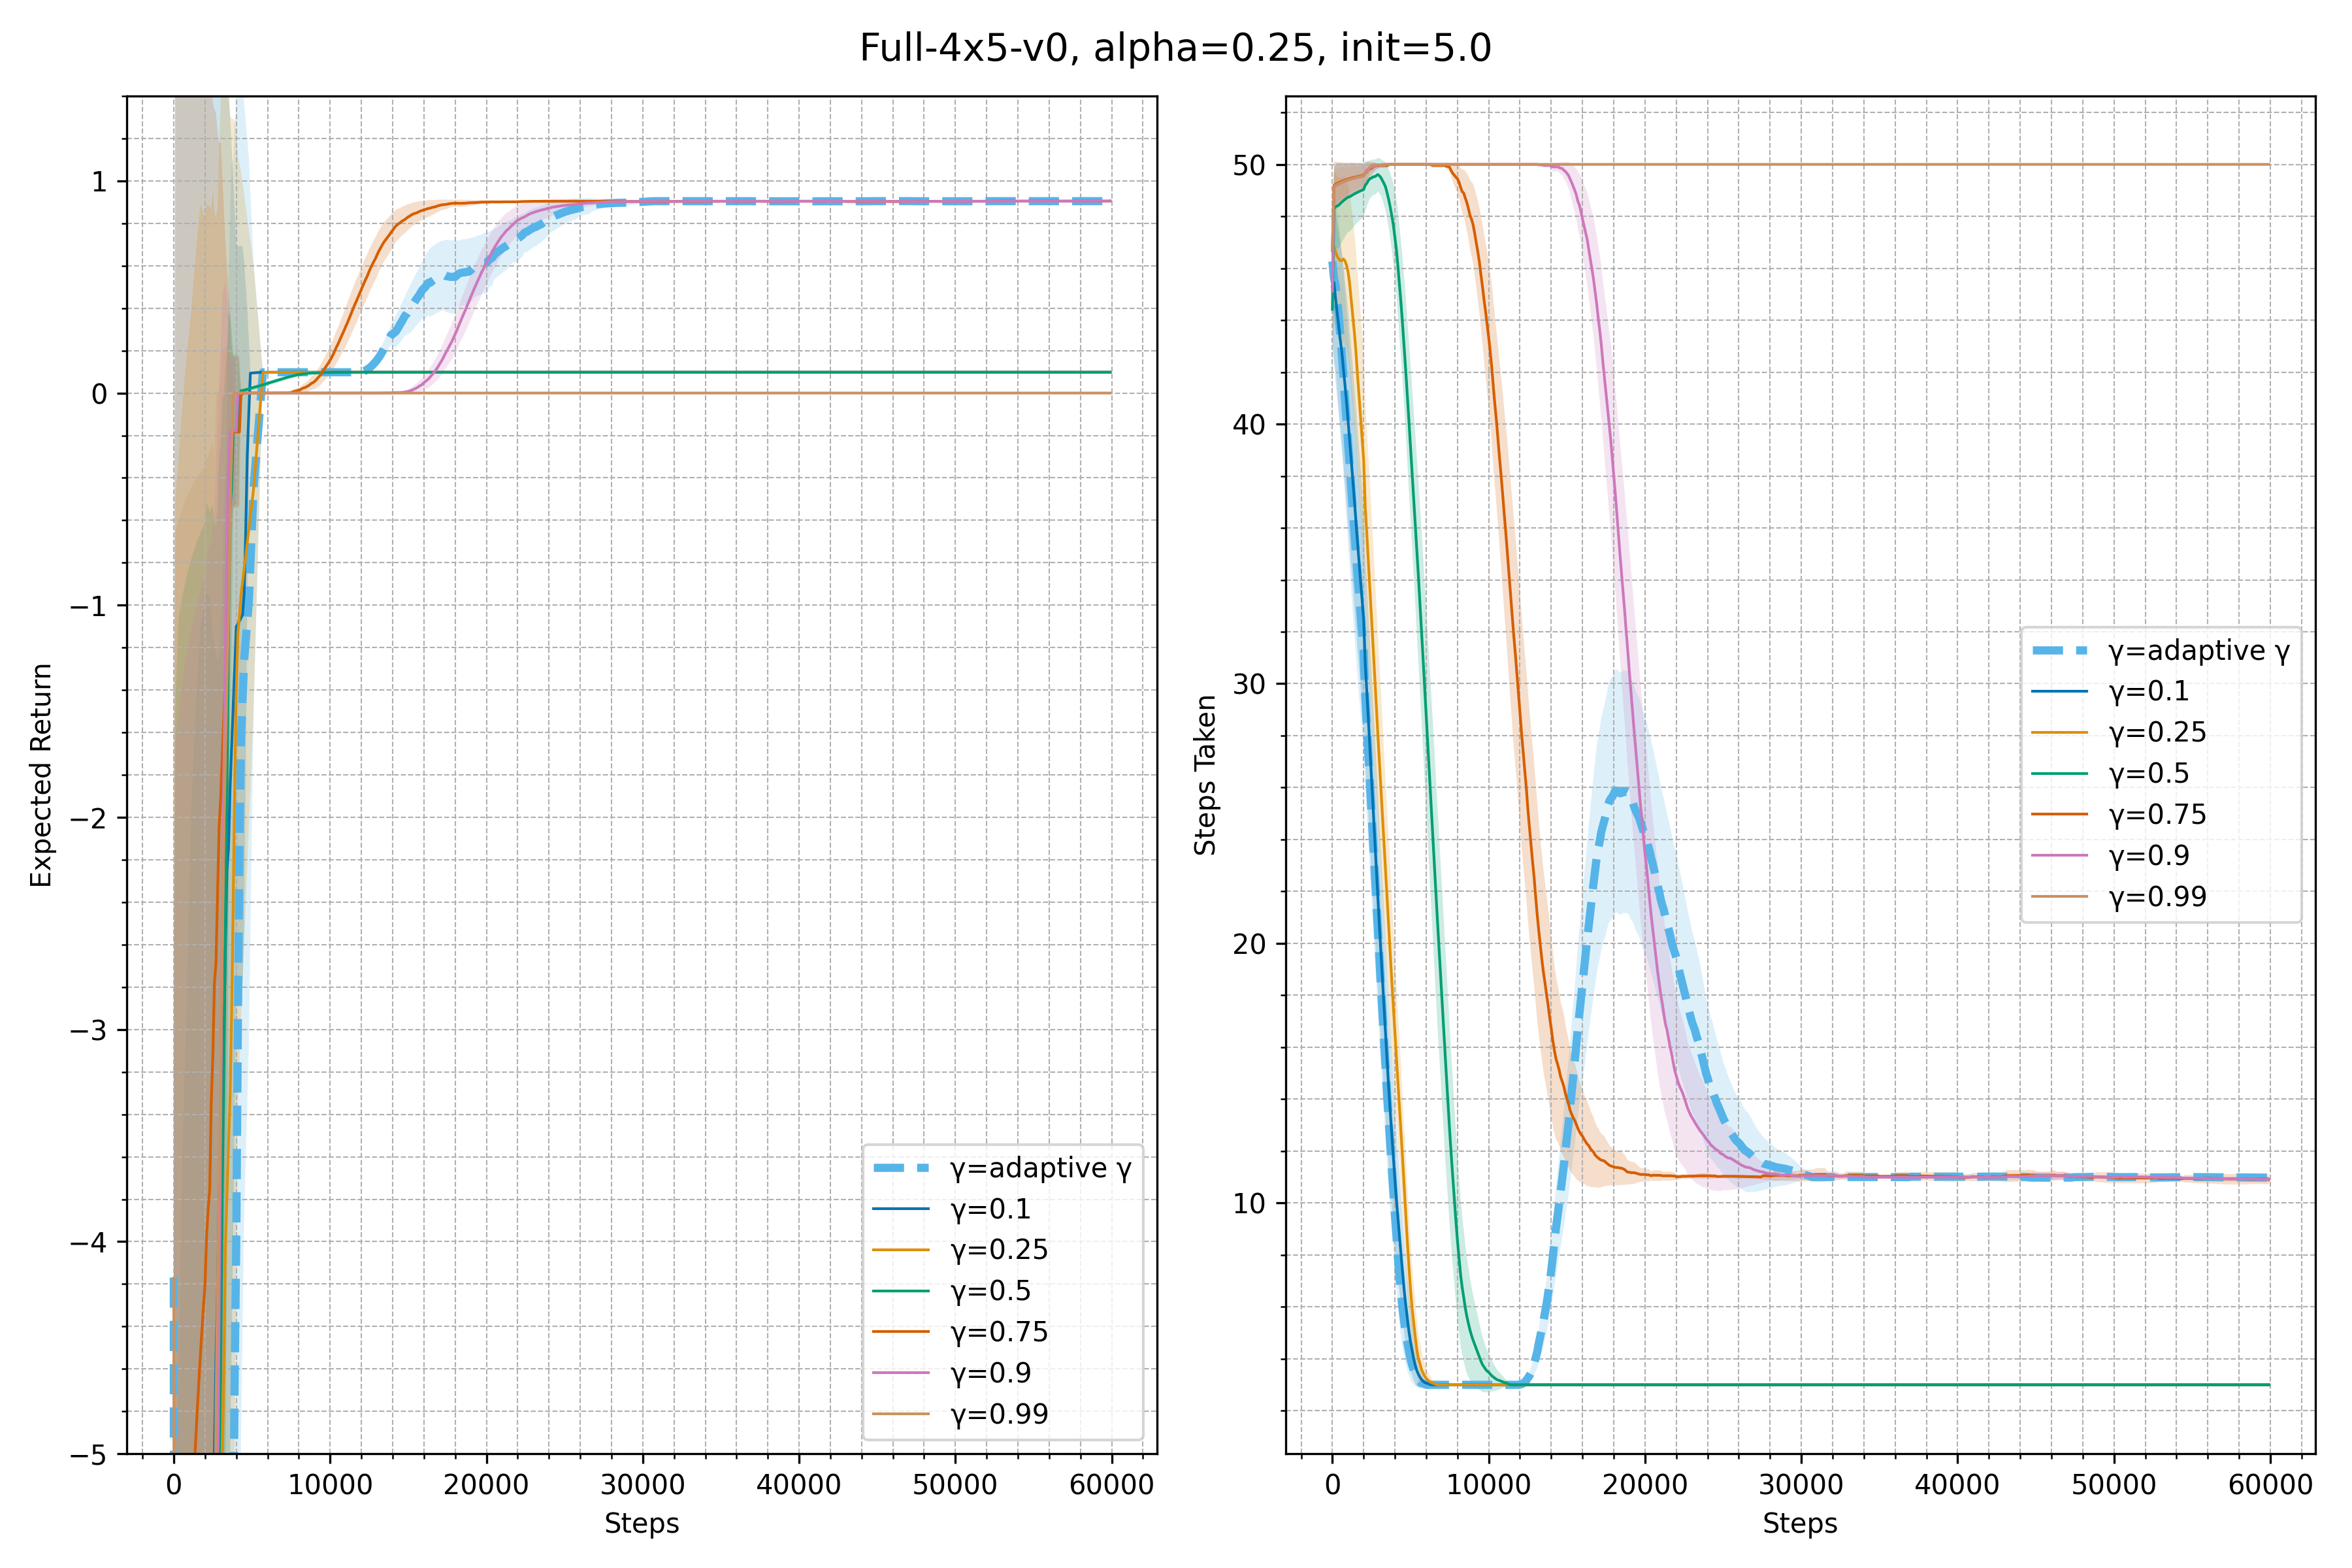 Full-4x5-v0, alpha=0.25, init=5.0
Expected Return
1
0
−1
−2
−3
−4
−5
0 10000 20000 30000 40000 50000 60000
Steps
γ=adaptive γ
γ=0.1
γ=0.25
γ=0.5
γ=0.75
γ=0.9
γ=0.99
Steps Taken
50
40
30
20
10
0 10000 20000 30000 40000 50000 60000
Steps
γ=adaptive γ
γ=0.1
γ=0.25
γ=0.5
γ=0.75
γ=0.9
γ=0.99